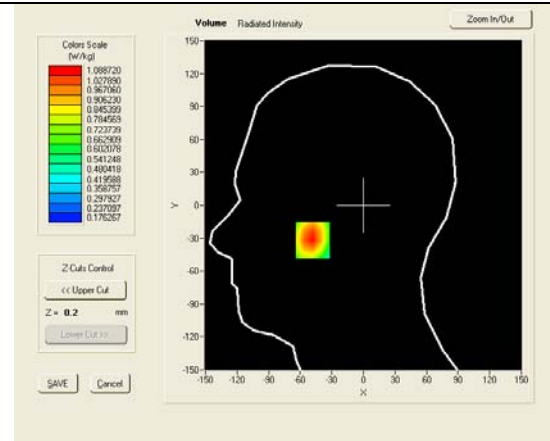 Volume Radiated Intensity
Zoom In/Out
Colors Scale
(W/kg)
1.088720
1.027890
0.967060
0.906230
0.845399
0.784569
0.723739
0.662909
0.602078
0.541248
0.480418
0.419588
0.358757
0.297927
0.237097
0.176267
Z Cuts Control
<< Upper Cut
Z = 0.2 mm
Lower Cut >>
SAVE Cancel
150
120
90
60
30
0
-30
-60
-90
-120
-150
Y
-150 -120 -90 -60 -30 0 30 60 90 120 150
X